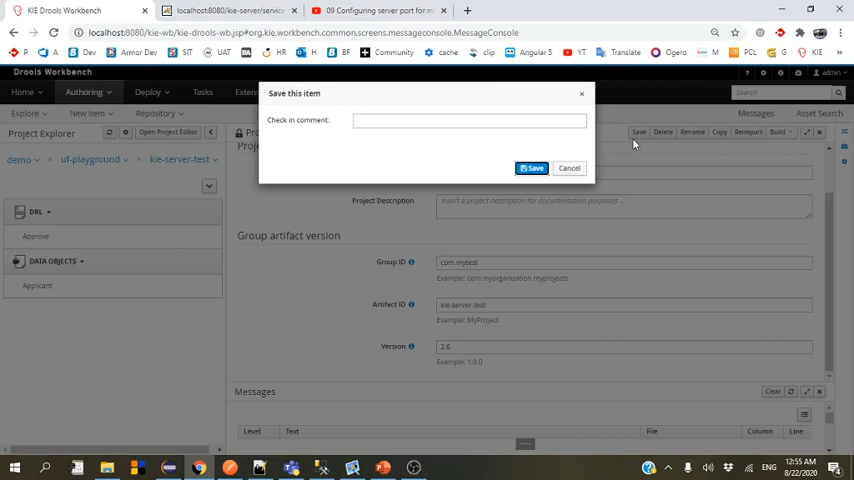 KIE Drools Workbench
localhost:8080/kie-server/service
09 Configuring server port for m
localhost:8080/kie-wb/kie-drools-wb.jsp#org.kie.workbench.common.screens.messageconsole.MessageConsole
P
A
Bdev
Dev
Armor Dev
SIT
UAT
BA
HR
H
BF
Community
cache
clip
Angular 5
YT
Translate
Ogero
M
PCL
BG
KIE
Drools Workbench
admin
Home
Authoring
Deploy
Tasks
Exten
Search
Explore
New Item
Repository
Messages
Asset Search
Project Explorer
Open Project Editor
Save
Delete
Rename
Copy
Reimport
Build
demo
uf-playground
kie-server-test
Save this item
Check in comment:
Save
Cancel
Project Description
Insert a project description for documentation purposes ...
DRL
Approve
DATA OBJECTS
Applicant
Group artifact version
Group ID
com.mytest
Example: com.myorganization.myprojects
Artifact ID
kie-server-test
Example: MyProject
Version
2.6
Example: 1.0.0
Messages
Clear
Level
Text
File
Column
Line
ENG
12:55 AM
8/22/2020
4